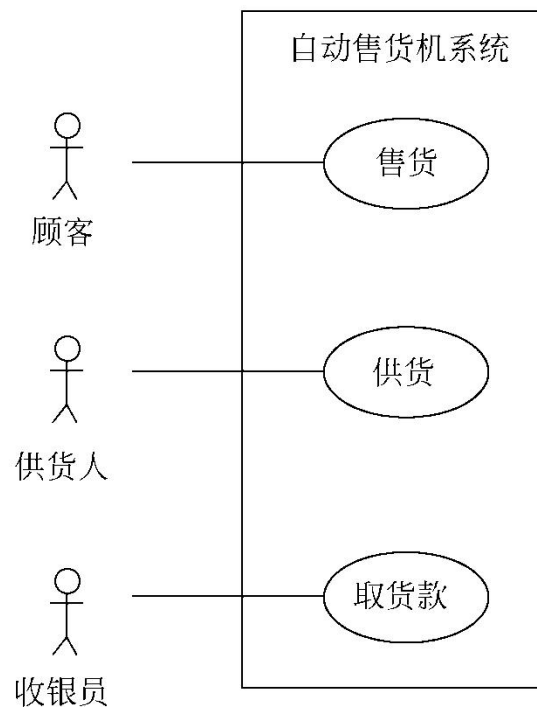 自动售货机系统
售货
顾客
供货
供货人
取货款
收银员